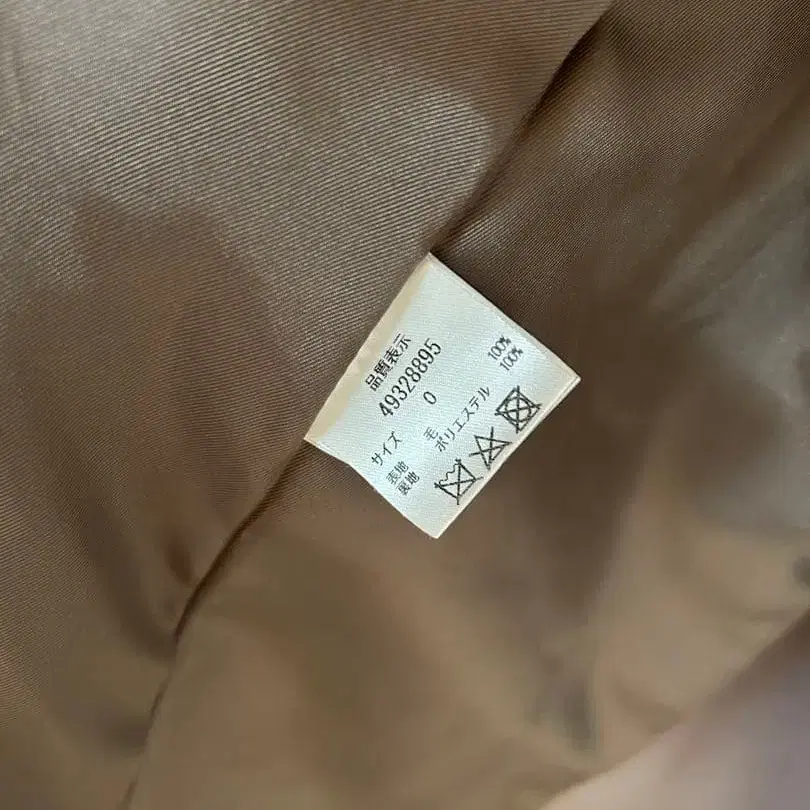 品質表示
49328895
サイズ 0
表地 毛 100%
裏地 ポリエステル 100%